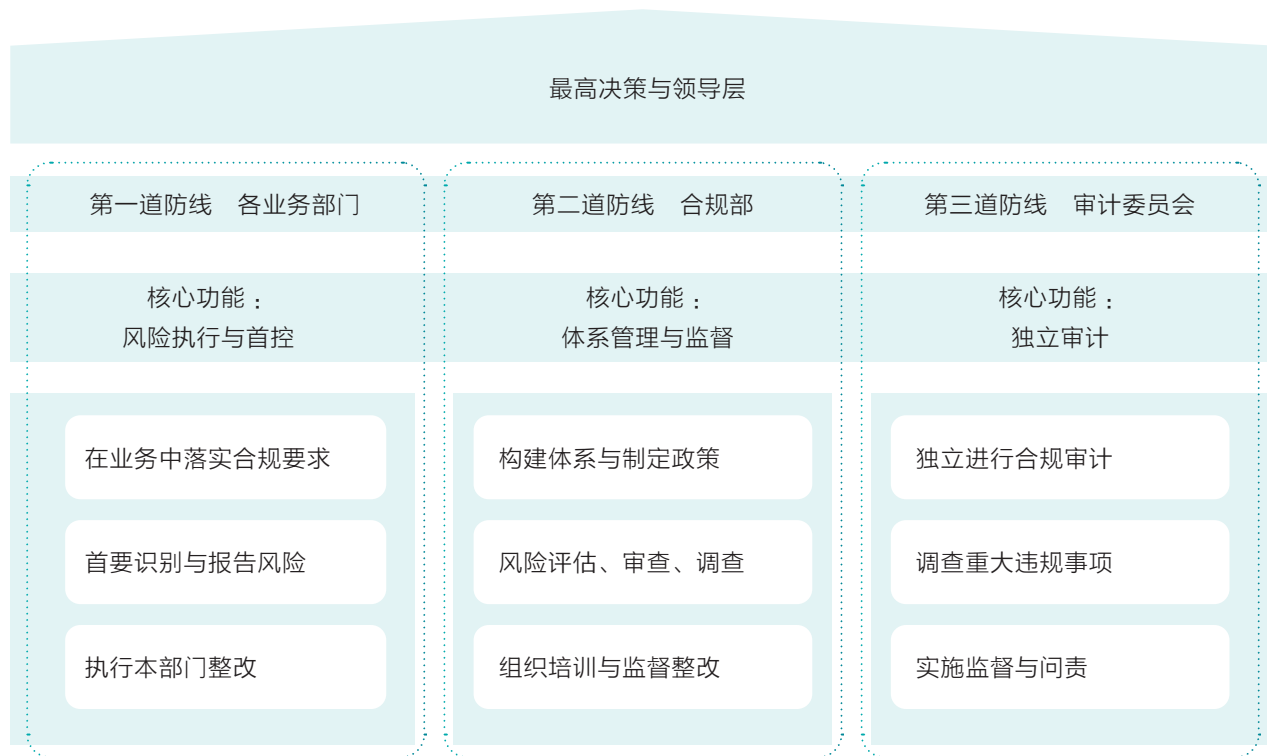 最高决策与领导层
第一道防线　各业务部门
第二道防线　合规部
第三道防线　审计委员会
核心功能：
风险执行与首控
核心功能：
体系管理与监督
核心功能：
独立审计
在业务中落实合规要求
首要识别与报告风险
执行本部门整改
构建体系与制定政策
风险评估、审查、调查
组织培训与监督整改
独立进行合规审计
调查重大违规事项
实施监督与问责